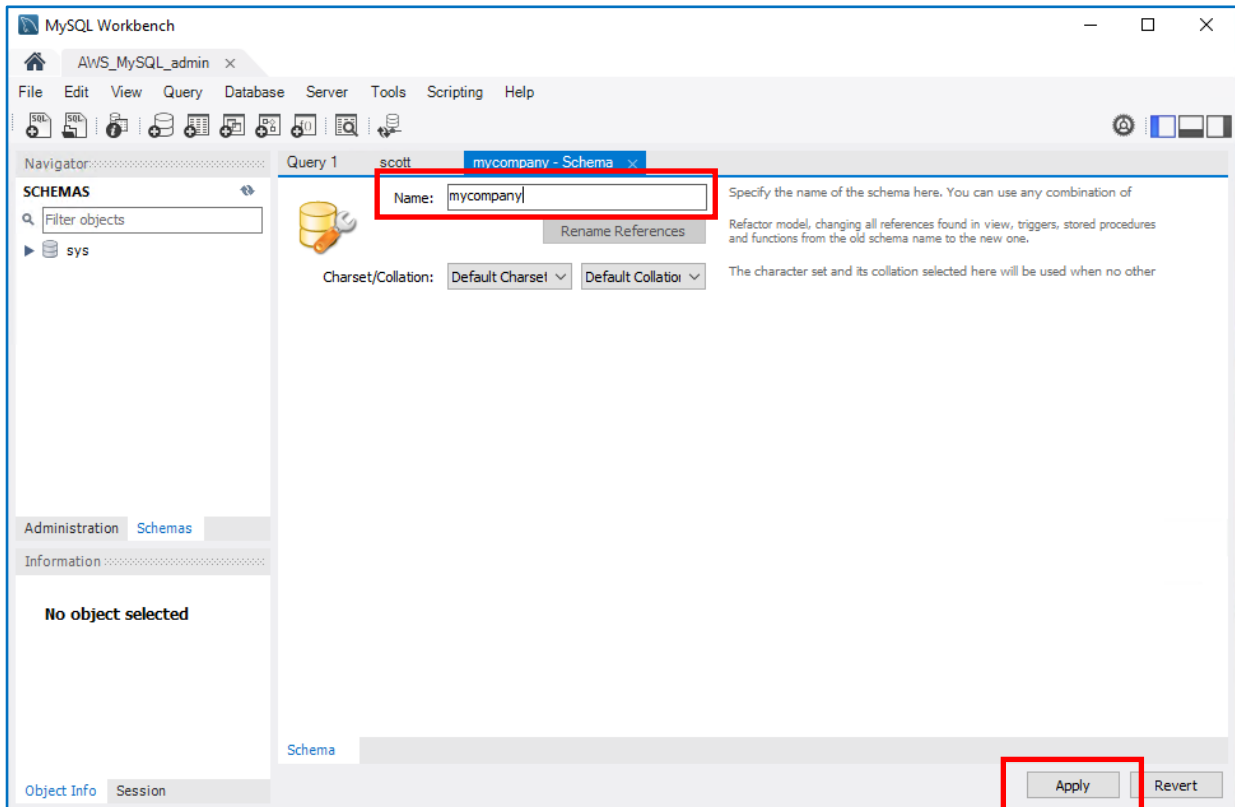 MySQL Workbench
AWS_MySQL_admin
File Edit View Query Database Server Tools Scripting Help
SQL SQL
Navigator
SCHEMAS
Filter objects
sys
Administration Schemas
Information
No object selected
Object Info Session
Query 1 scott mycompany - Schema
Name: mycompany
Specify the name of the schema here. You can use any combination of
Rename References
Refactor model, changing all references found in view, triggers, stored procedures
and functions from the old schema name to the new one.
Charset/Collation: Default Charset Default Collation
The character set and its collation selected here will be used when no other
Schema
Apply Revert